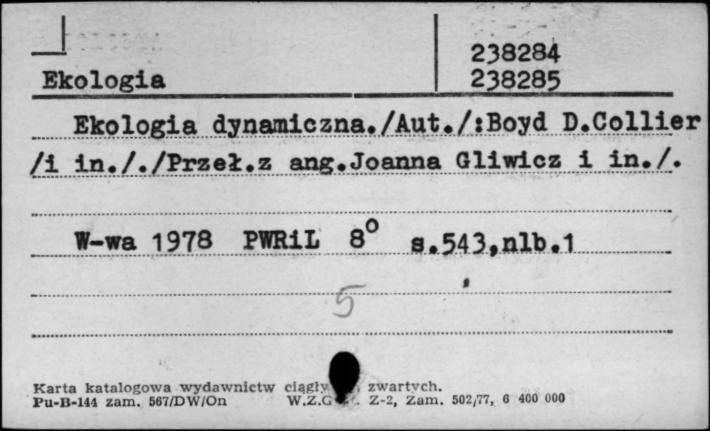 238284
Ekologia 238285
Ekologia dynamiczna./Aut./:Boyd D.Collier
/i in./·/Przeł.z ang.Joanna Gliwicz i in./.
W-wa 1978 PWRiL 8° s.543,nlb.1
5
Karta katalogowa wydawnictw zwartych.
Pu-B-144 zam. 567/DW/On W.Z.G Z-2, Zam. 502/77, 6 400 000